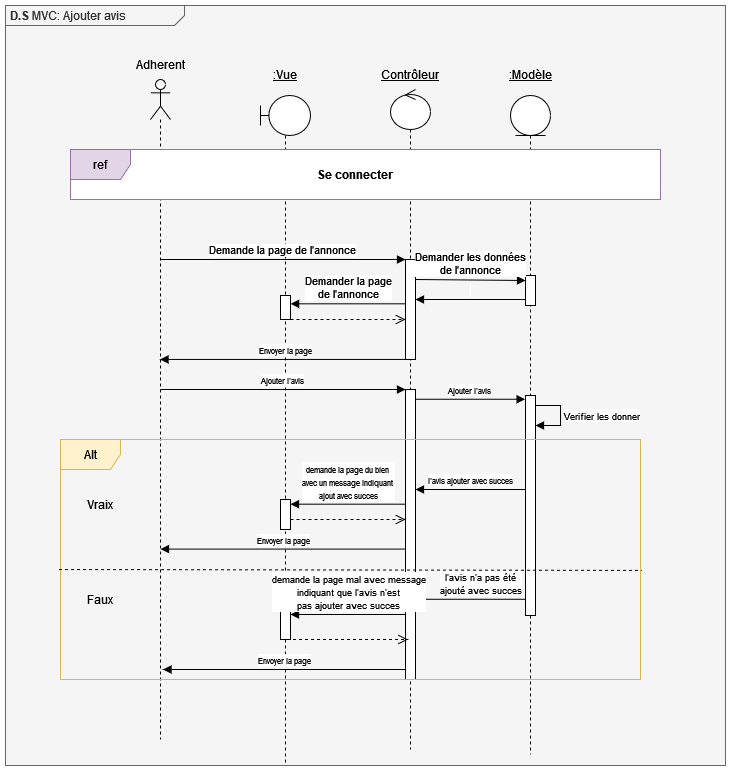 D.S MVC: Ajouter avis
Adherent
:Vue
Contrôleur
:Modèle
ref
Se connecter
Demande la page de l'annonce
Demander les données
de l'annonce
Demander la page
de l'annonce
Envoyer la page
Ajouter l'avis
Ajouter l'avis
Verifier les donner
Alt
Vraix
demande la page du bien
avec un message indiquant
ajout avec succes
l'avis ajouter avec succes
Envoyer la page
Faux
demande la page mal avec message
indiquant que l'avis n'est
pas ajouter avec succes
l'avis n'a pas été
ajouté avec succes
Envoyer la page